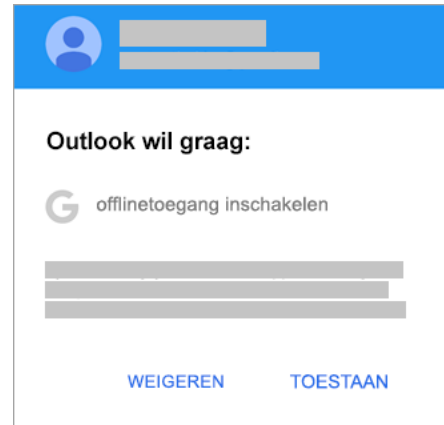 Outlook wil graag:
offlinetoegang inschakelen
WEIGEREN TOESTAAN